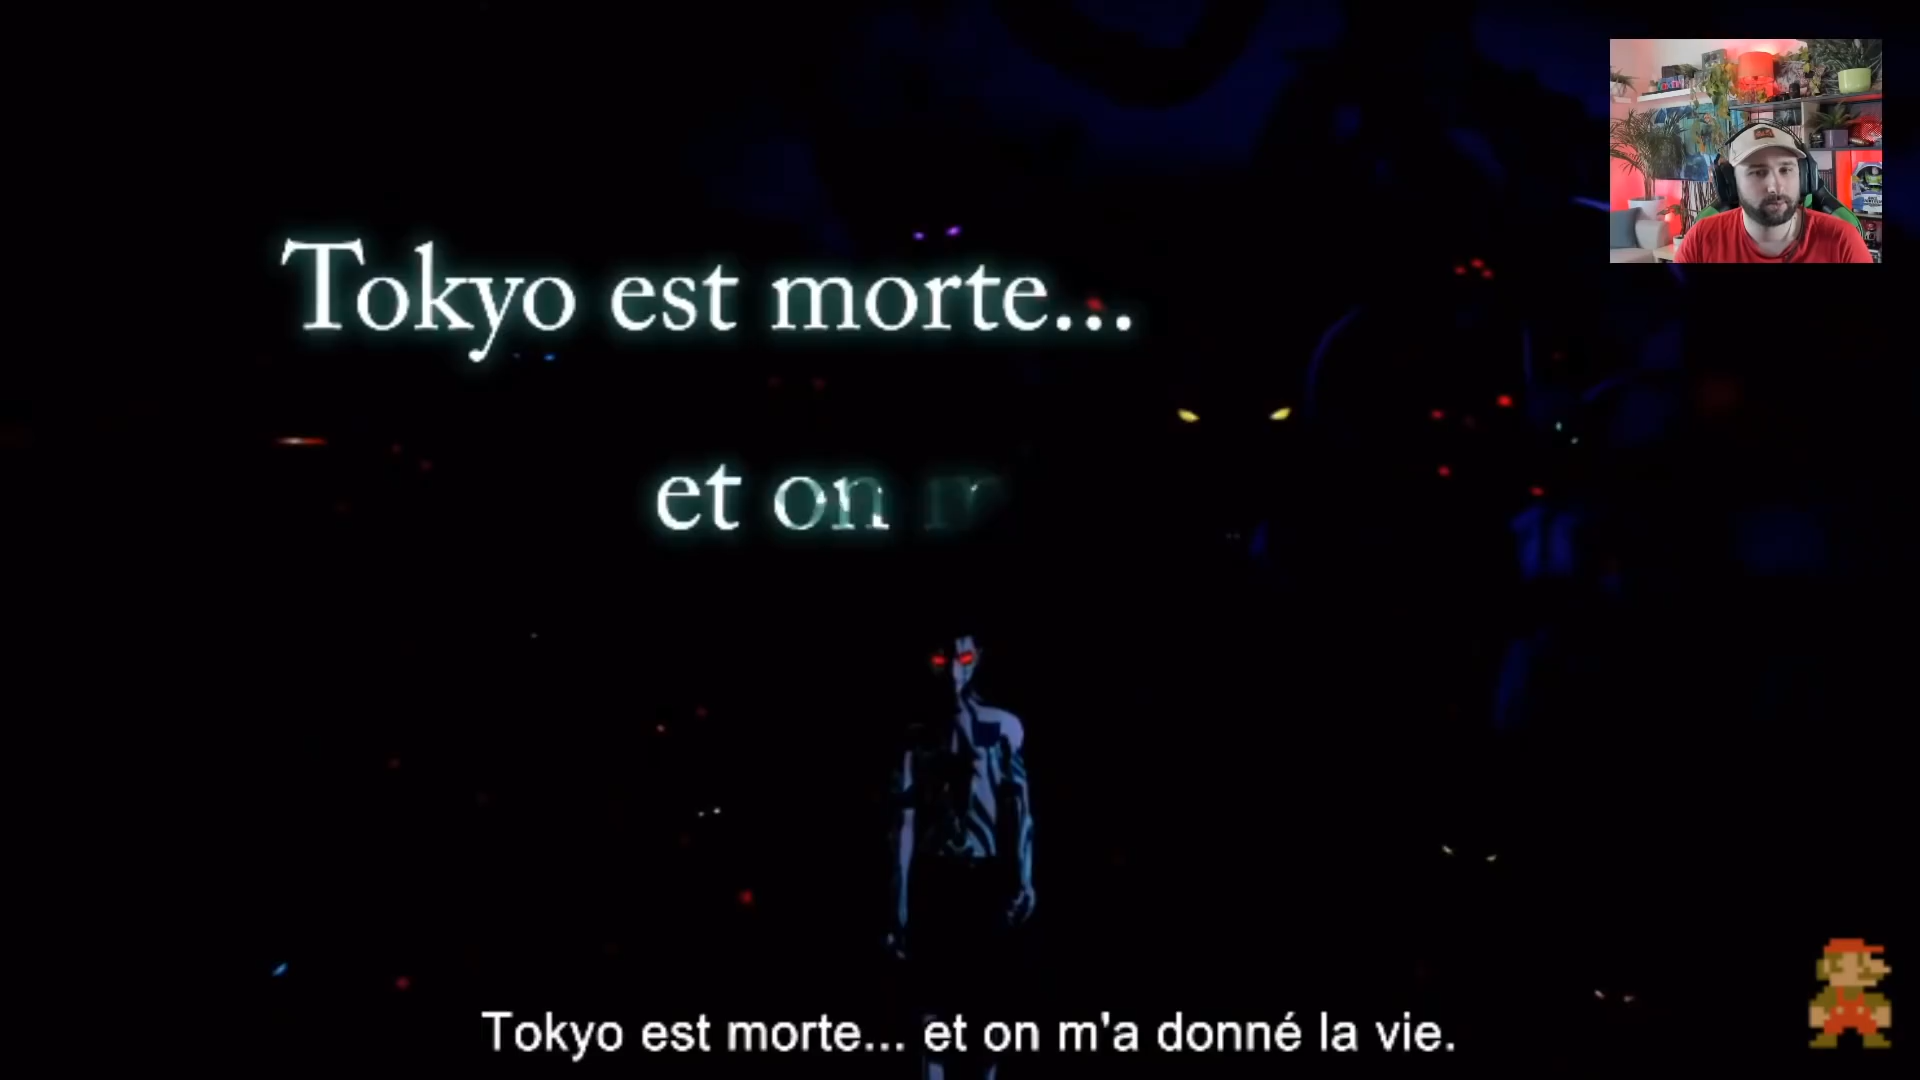 Tokyo est morte...
et on m
Tokyo est morte... et on m'a donné la vie.